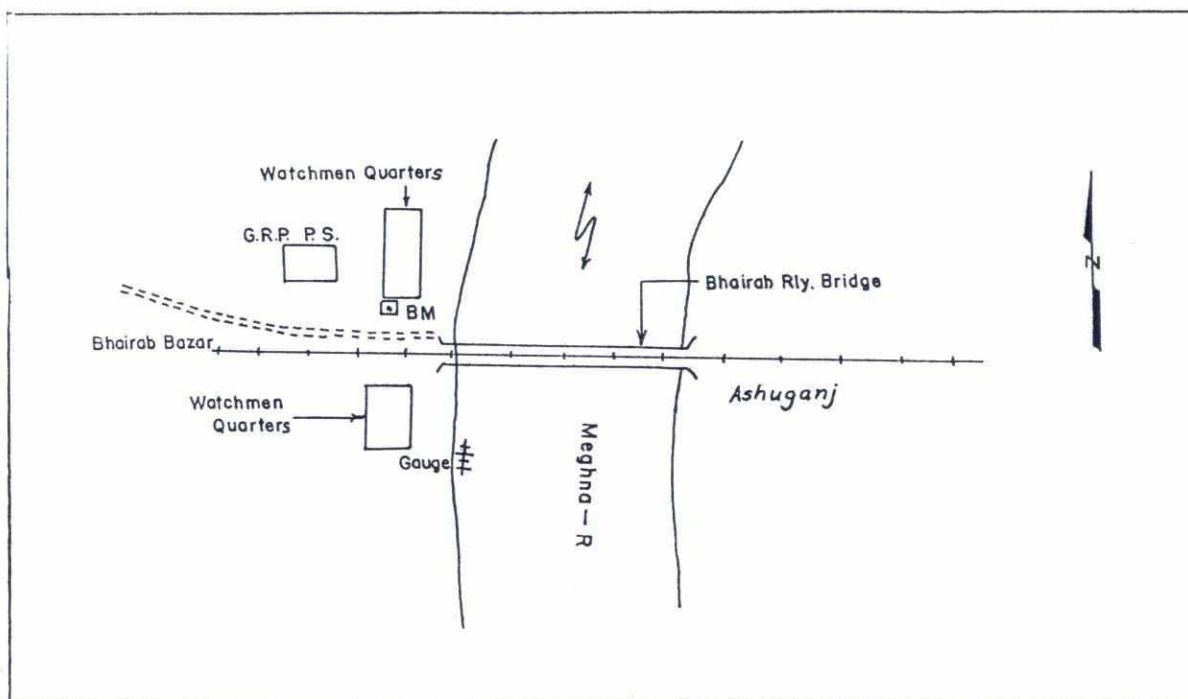 Watchmen Quarters
G.R.P. P.S.
BM
Bhairab Rly. Bridge
N
Bhairab Bazar
Ashuganj
Watchmen
Quarters
Gauge
Meghna — R